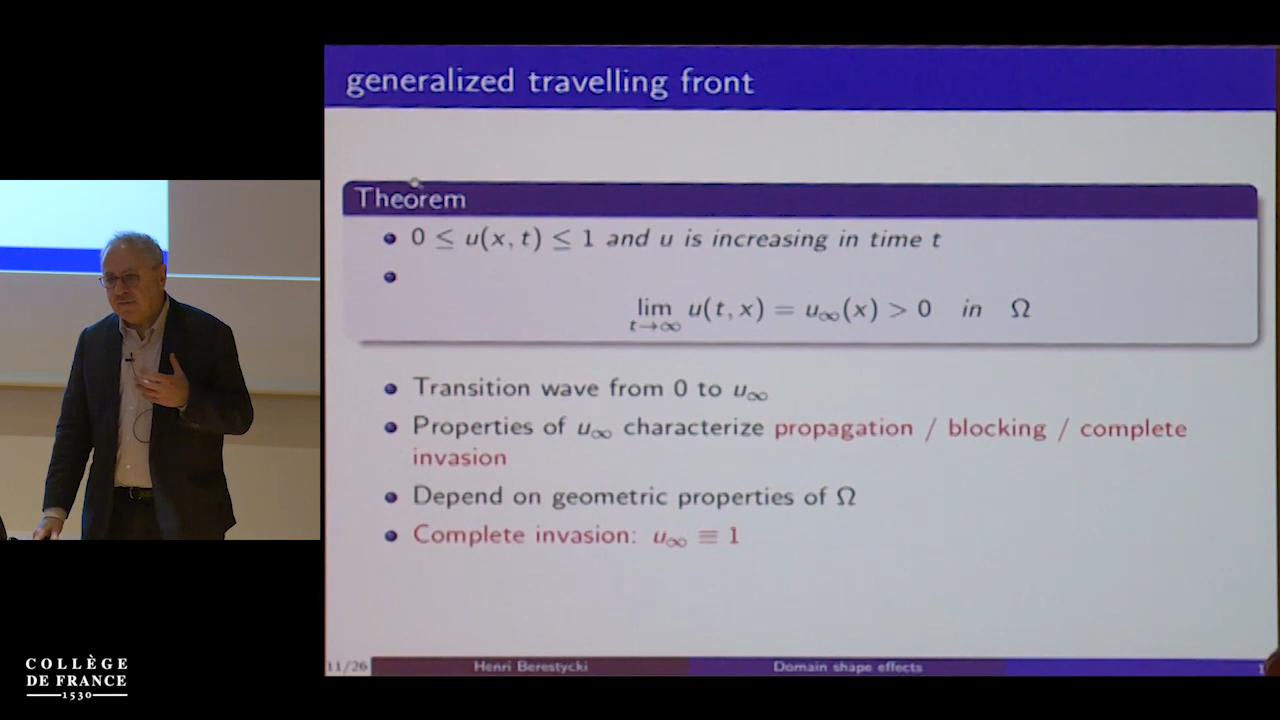 generalized travelling front
Theorem
0 ≤ u(x, t) ≤ 1 and u is increasing in time t
lim u(t, x) = u∞(x) > 0 in Ω
t→∞
Transition wave from 0 to u∞
Properties of u∞ characterize propagation / blocking / complete
invasion
Depend on geometric properties of Ω
Complete invasion: u∞ ≡ 1
11/26 Henri Berestycki Domain shape effects
COLLÈGE
DE FRANCE
1530